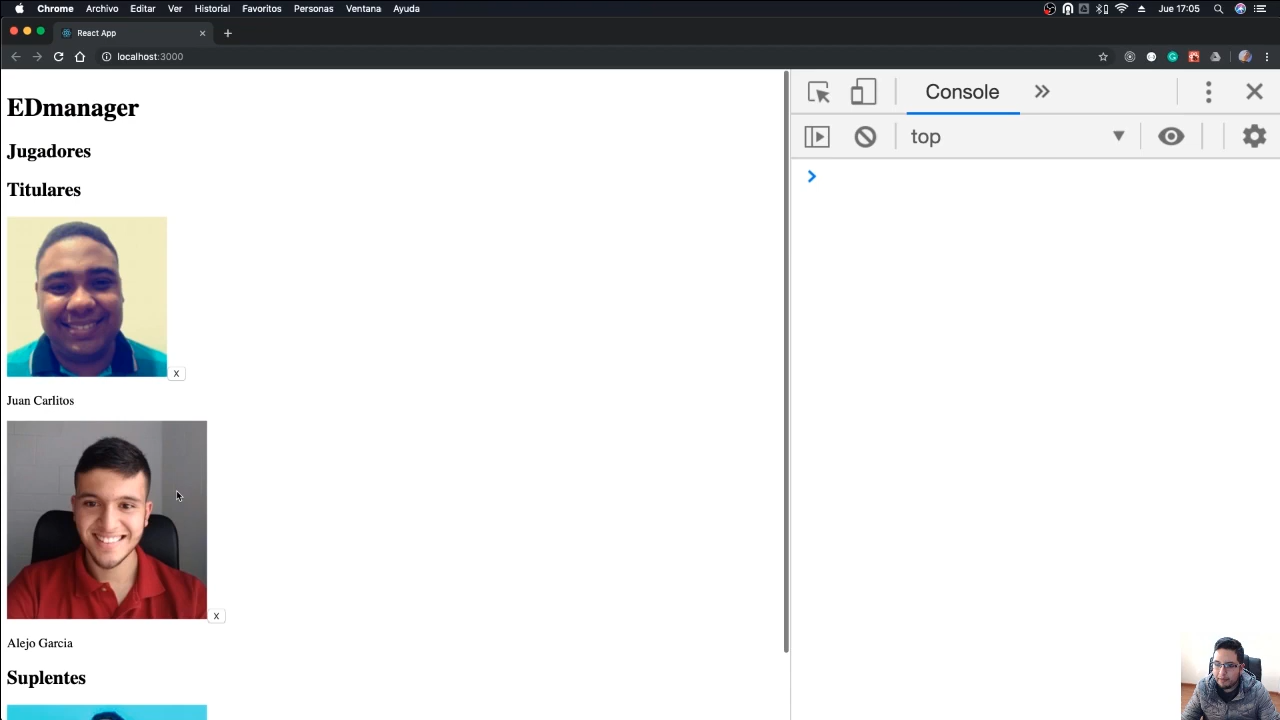 Chrome Archivo Editar Ver Historial Favoritos Personas Ventana Ayuda Jue 17:05
React App
localhost:3000
EDmanager
Jugadores
Titulares
X
Juan Carlitos
X
Alejo Garcia
Suplentes
Console
top